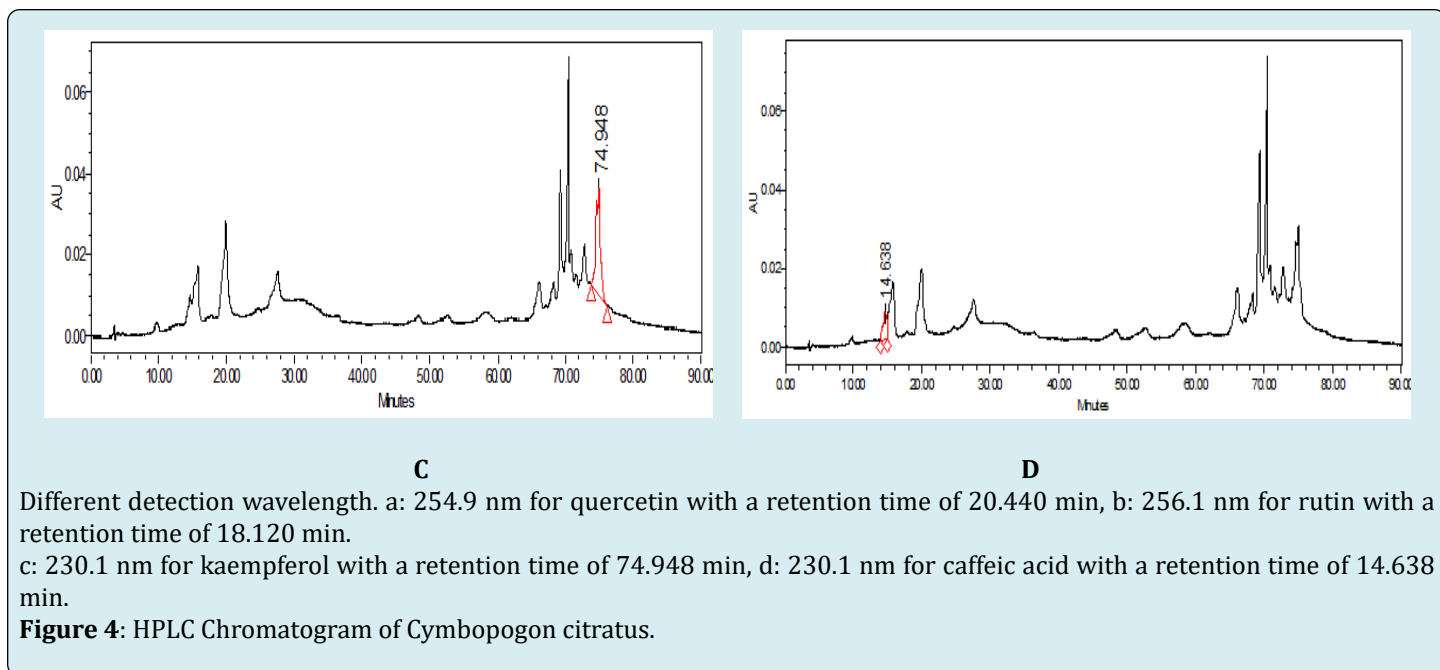 0.06
0.04
0.02
0.00
AU
74.948
0.00 10.00 20.00 30.00 40.00 50.00 60.00 70.00 80.00 90.00
Minutes
0.06
0.04
0.02
0.00
AU
14.638
0.00 10.00 20.00 30.00 40.00 50.00 60.00 70.00 80.00 90.00
Minutes
C
D
Different detection wavelength. a: 254.9 nm for quercetin with a retention time of 20.440 min, b: 256.1 nm for rutin with a
retention time of 18.120 min.
c: 230.1 nm for kaempferol with a retention time of 74.948 min, d: 230.1 nm for caffeic acid with a retention time of 14.638
min.
Figure 4: HPLC Chromatogram of Cymbopogon citratus.